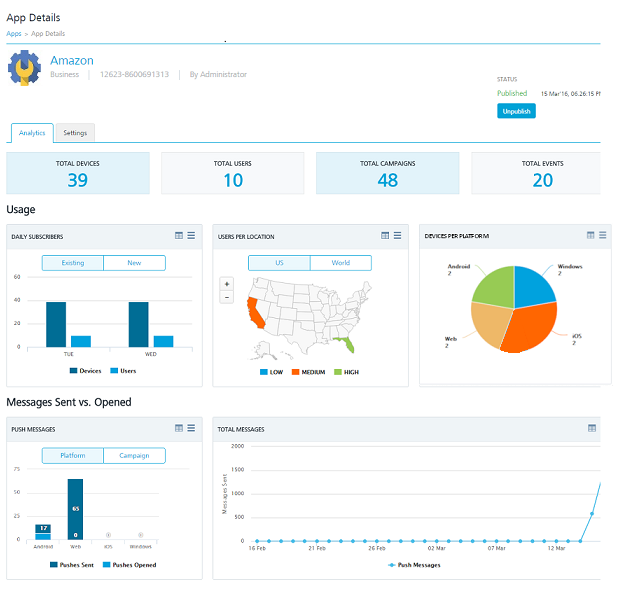 App Details
Apps > App Details
Amazon
Business | 12623-8600691313 | By Administrator
STATUS
Published 15 Mar'16, 06.26:15 PM
Unpublish
Analytics Settings
TOTAL DEVICES
39
TOTAL USERS
10
TOTAL CAMPAIGNS
48
TOTAL EVENTS
20
Usage
DAILY SUBSCRIBERS
Existing New
60
40
20
0
TUE WED
Devices Users
USERS PER LOCATION
US World
+
−
LOW MEDIUM HIGH
DEVICES PER PLATFORM
Android
2
Windows
2
Web
2
iOS
2
Messages Sent vs. Opened
PUSH MESSAGES
Platform Campaign
75
50
25
0
17
65
0
0
0
Android Web iOS Windows
Pushes Sent Pushes Opened
TOTAL MESSAGES
Messages Sent
2000
1500
1000
500
0
16 Feb 21 Feb 26 Feb 02 Mar 07 Mar 12 Mar
Push Messages